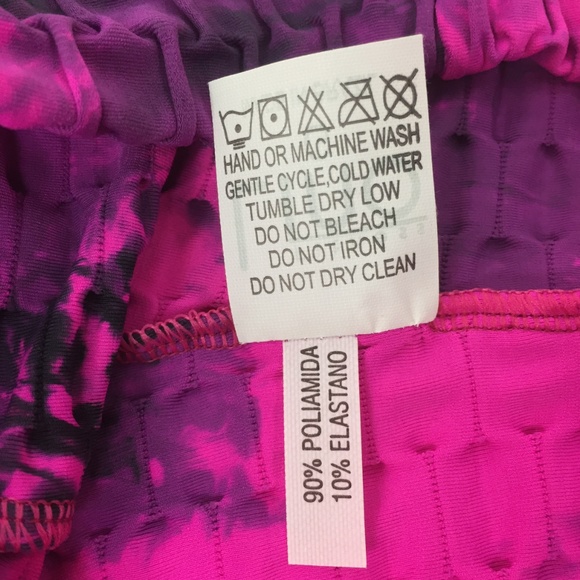 HAND OR MACHINE WASH
GENTLE CYCLE,COLD WATER
TUMBLE DRY LOW
DO NOT BLEACH
DO NOT IRON
DO NOT DRY CLEAN
90% POLIAMIDA
10% ELASTANO